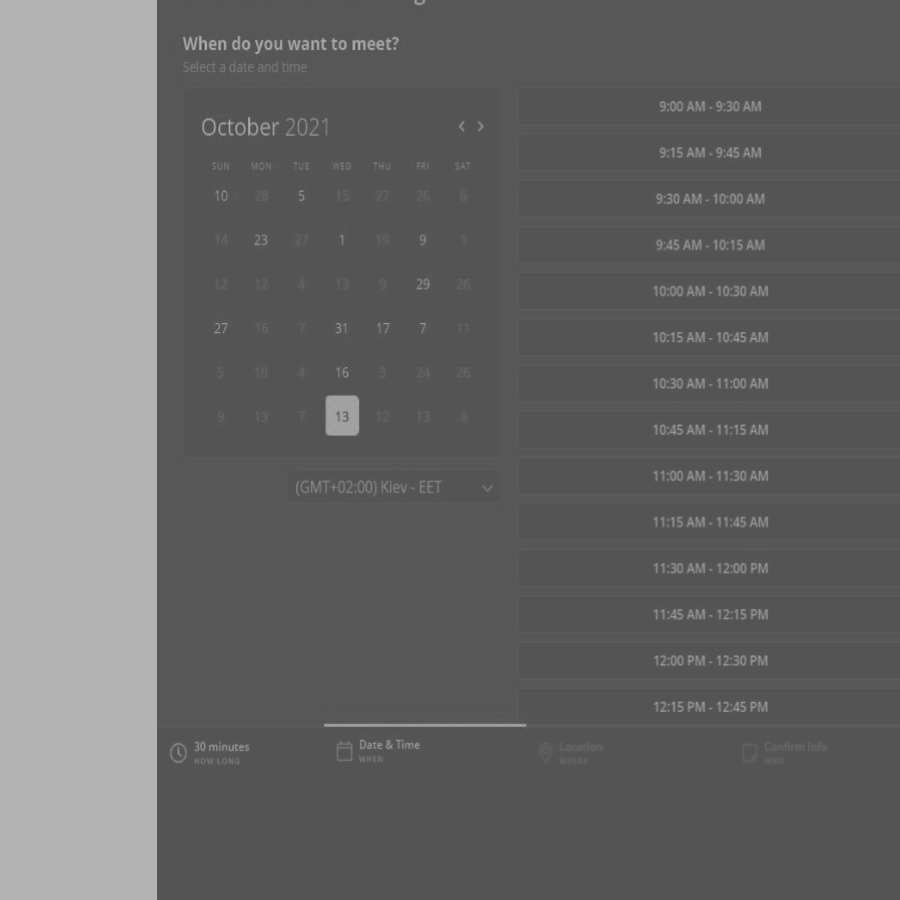 When do you want to meet?
Select a date and time
October 2021
SUN MON TUE WED THU FRI SAT
10 28 5 15 27 26 6
14 23 27 1 19 9 1
12 12 4 13 9 29 26
27 16 7 31 17 7 11
5 19 4 16 3 24 26
9 13 7 13 12 13 8
(GMT+02:00) Kiev - EET
9:00 AM - 9:30 AM
9:15 AM - 9:45 AM
9:30 AM - 10:00 AM
9:45 AM - 10:15 AM
10:00 AM - 10:30 AM
10:15 AM - 10:45 AM
10:30 AM - 11:00 AM
10:45 AM - 11:15 AM
11:00 AM - 11:30 AM
11:15 AM - 11:45 AM
11:30 AM - 12:00 PM
11:45 AM - 12:15 PM
12:00 PM - 12:30 PM
12:15 PM - 12:45 PM
30 minutes
HOW LONG
Date & Time
WHEN
Location
WHERE
Confirm Info
WHO